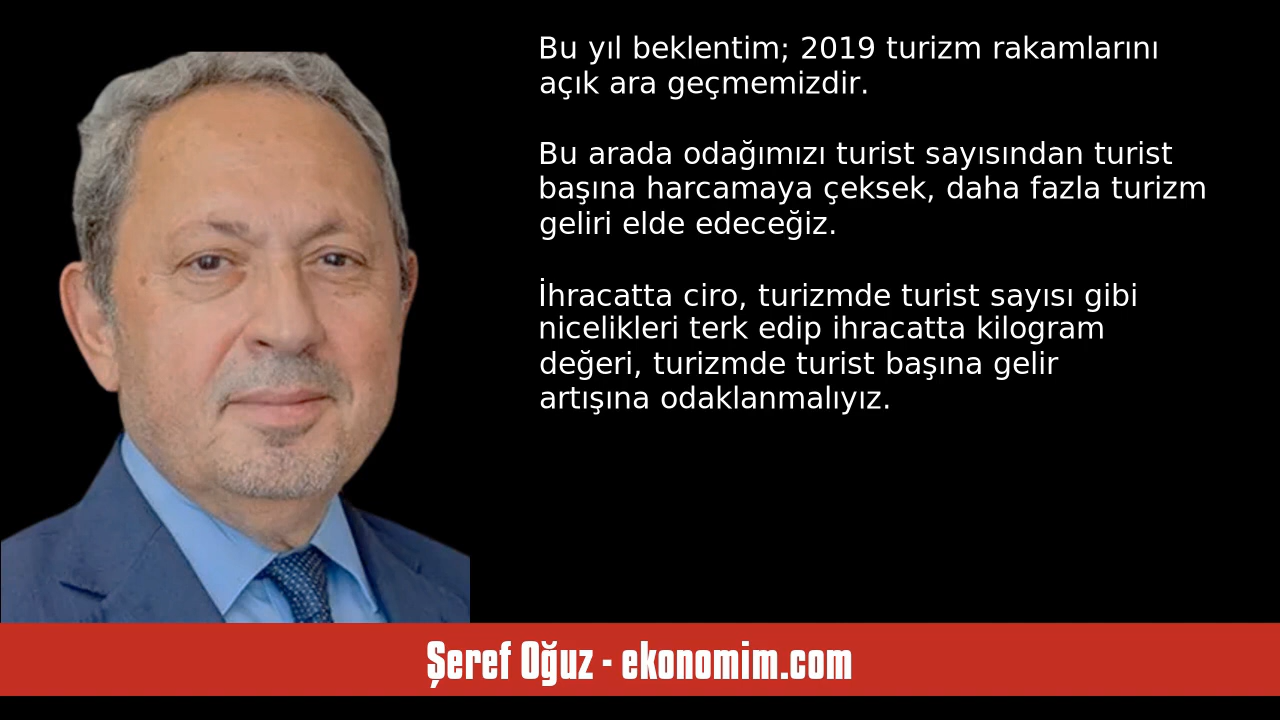 Bu yıl beklentim; 2019 turizm rakamlarını
açık ara geçmemizdir.
Bu arada odağımızı turist sayısından turist
başına harcamaya çeksek, daha fazla turizm
geliri elde edeceğiz.
İhracatta ciro, turizmde turist sayısı gibi
nicelikleri terk edip ihracatta kilogram
değeri, turizmde turist başına gelir
artışına odaklanmalıyız.
Şeref Oğuz - ekonomim.com